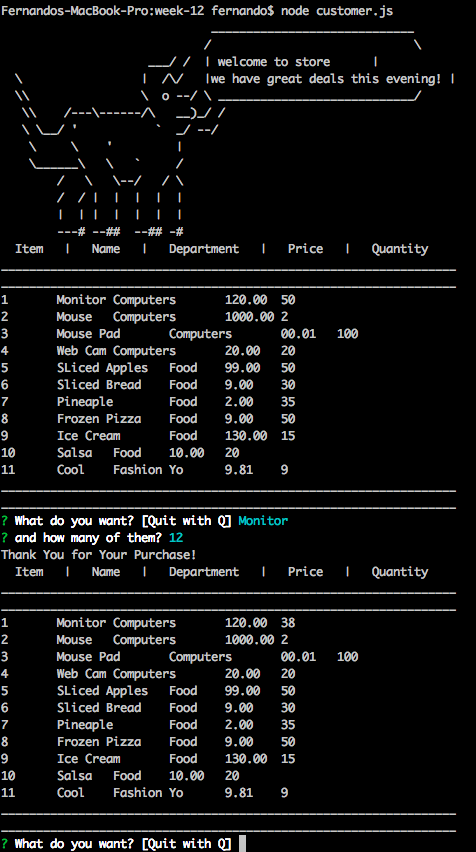 Fernandos-MacBook-Pro:week-12 fernando$ node customer.js
welcome to store
we have great deals this evening!
Item | Name | Department | Price | Quantity
1 Monitor Computers 120.00 50
2 Mouse Computers 1000.00 2
3 Mouse Pad Computers 00.01 100
4 Web Cam Computers 20.00 20
5 SLiced Apples Food 99.00 50
6 Sliced Bread Food 9.00 30
7 Pineaple Food 2.00 35
8 Frozen Pizza Food 9.00 50
9 Ice Cream Food 130.00 15
10 Salsa Food 10.00 20
11 Cool Fashion Yo 9.81 9
? What do you want? [Quit with Q] Monitor
? and how many of them? 12
Thank You for Your Purchase!
Item | Name | Department | Price | Quantity
1 Monitor Computers 120.00 38
2 Mouse Computers 1000.00 2
3 Mouse Pad Computers 00.01 100
4 Web Cam Computers 20.00 20
5 SLiced Apples Food 99.00 50
6 Sliced Bread Food 9.00 30
7 Pineaple Food 2.00 35
8 Frozen Pizza Food 9.00 50
9 Ice Cream Food 130.00 15
10 Salsa Food 10.00 20
11 Cool Fashion Yo 9.81 9
? What do you want? [Quit with Q]